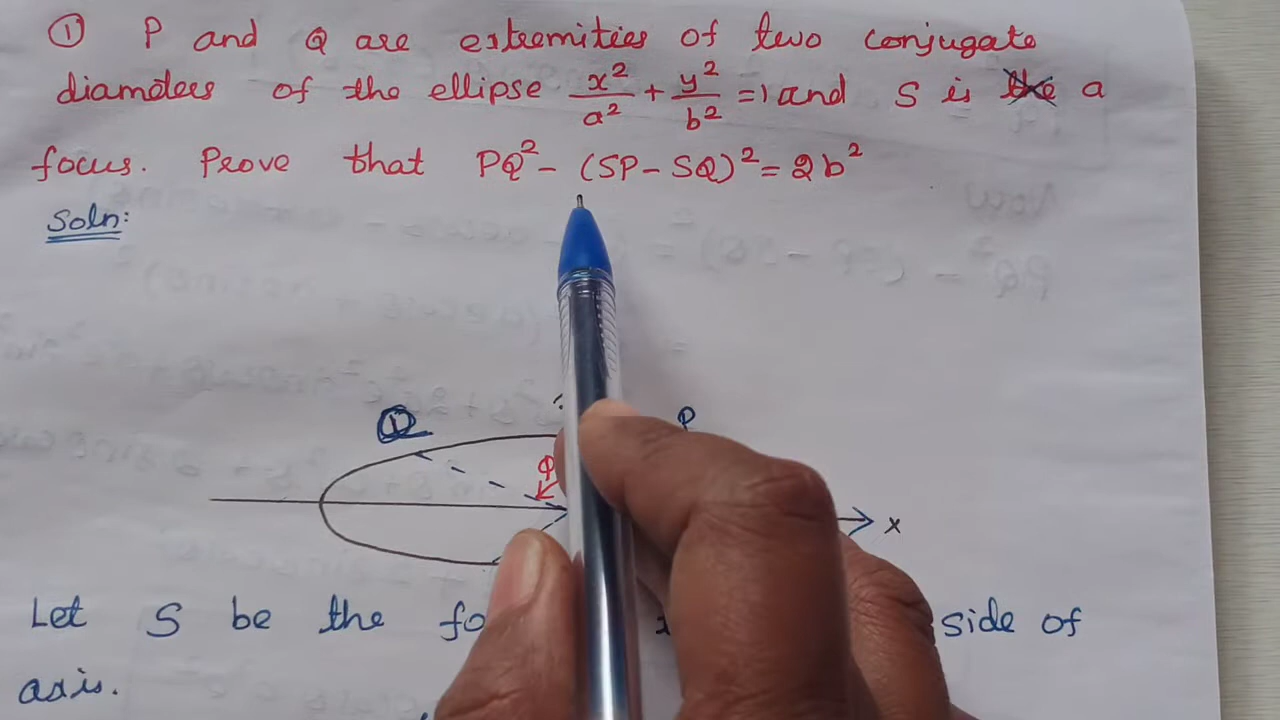 ① P and Q are extremities of two conjugate
diameters of the ellipse x²/a² + y²/b² = 1 and S is a
focus. Prove that PQ² - (SP - SQ)² = 2b²
Soln:
Q P
φ
x
Let S be the side of
axis.